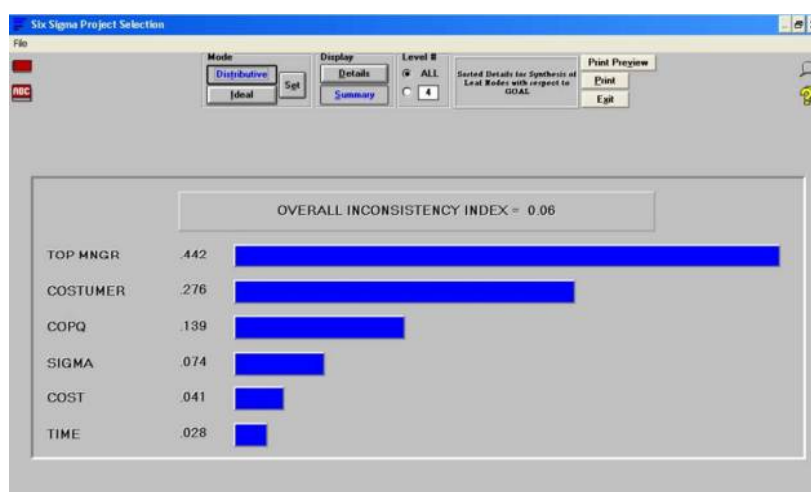 Six Sigma Project Selection
File
Mode
Distributive
Ideal
Set
Display
Details
Summary
Level #
ALL
4
Sorted Details for Synthesis of
Leaf Nodes with respect to
GOAL
Print Preview
Print
Exit
ABC
OVERALL INCONSISTENCY INDEX = 0.06
TOP MNGR .442
COSTUMER .276
COPQ .139
SIGMA .074
COST .041
TIME .028